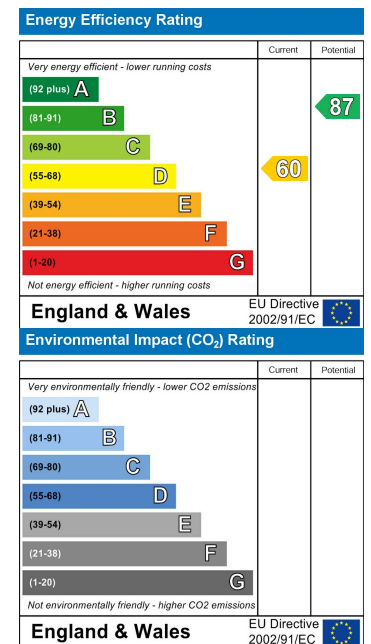 Energy Efficiency Rating
Current Potential
Very energy efficient - lower running costs
(92 plus) A
(81-91) B
87
(69-80) C
(55-68) D
60
(39-54) E
(21-38) F
(1-20) G
Not energy efficient - higher running costs
England & Wales
EU Directive
2002/91/EC
Environmental Impact (CO2) Rating
Current Potential
Very environmentally friendly - lower CO2 emissions
(92 plus) A
(81-91) B
(69-80) C
(55-68) D
(39-54) E
(21-38) F
(1-20) G
Not environmentally friendly - higher CO2 emissions
England & Wales
EU Directive
2002/91/EC